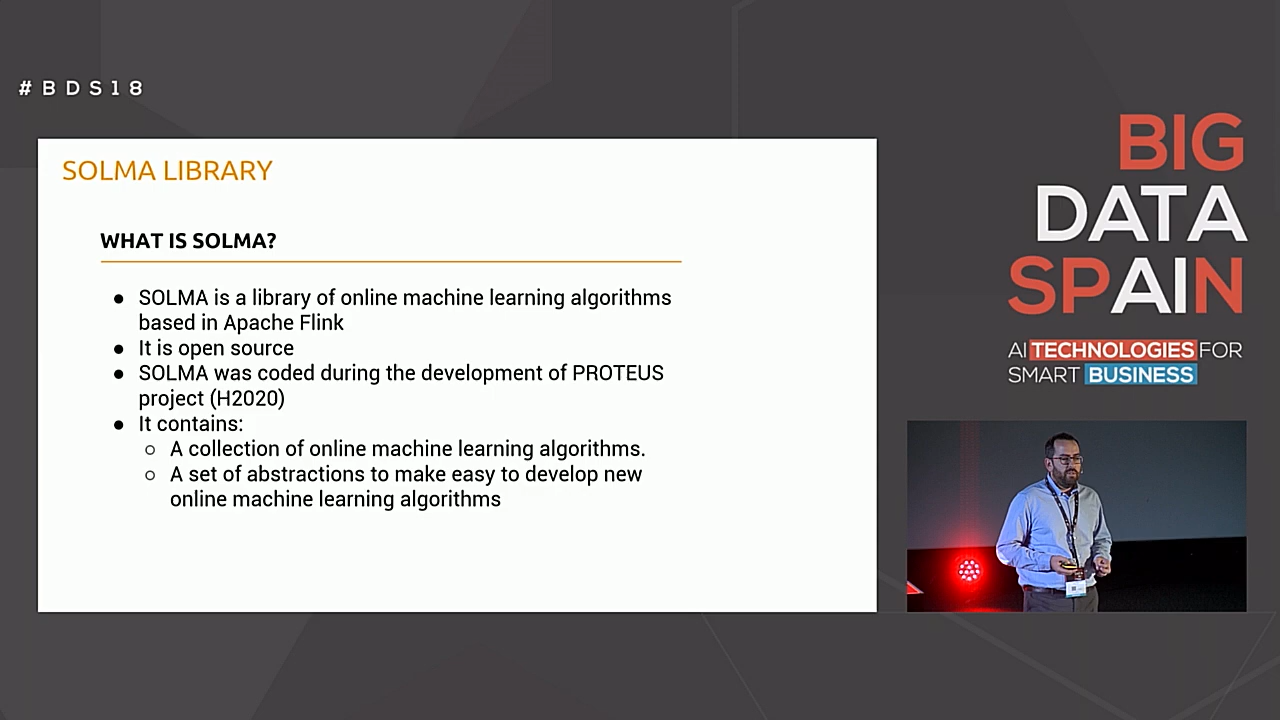 #BDS18
SOLMA LIBRARY
WHAT IS SOLMA?
● SOLMA is a library of online machine learning algorithms
based in Apache Flink
● It is open source
● SOLMA was coded during the development of PROTEUS
project (H2020)
● It contains:
○ A collection of online machine learning algorithms.
○ A set of abstractions to make easy to develop new
online machine learning algorithms
BIG
DATA
SPAIN
AI TECHNOLOGIES FOR
SMART BUSINESS